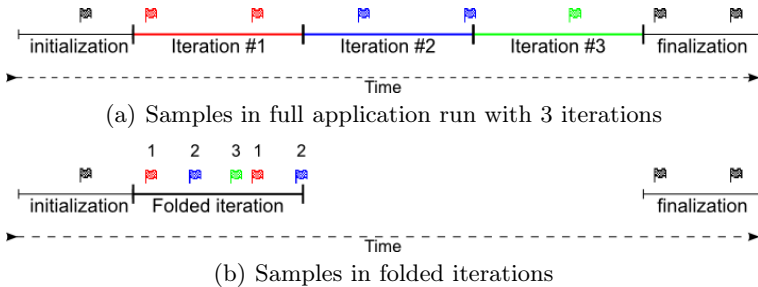 initialization Iteration #1 Iteration #2 Iteration #3 finalization
Time
(a) Samples in full application run with 3 iterations
1 2 3 1 2
initialization Folded iteration finalization
Time
(b) Samples in folded iterations